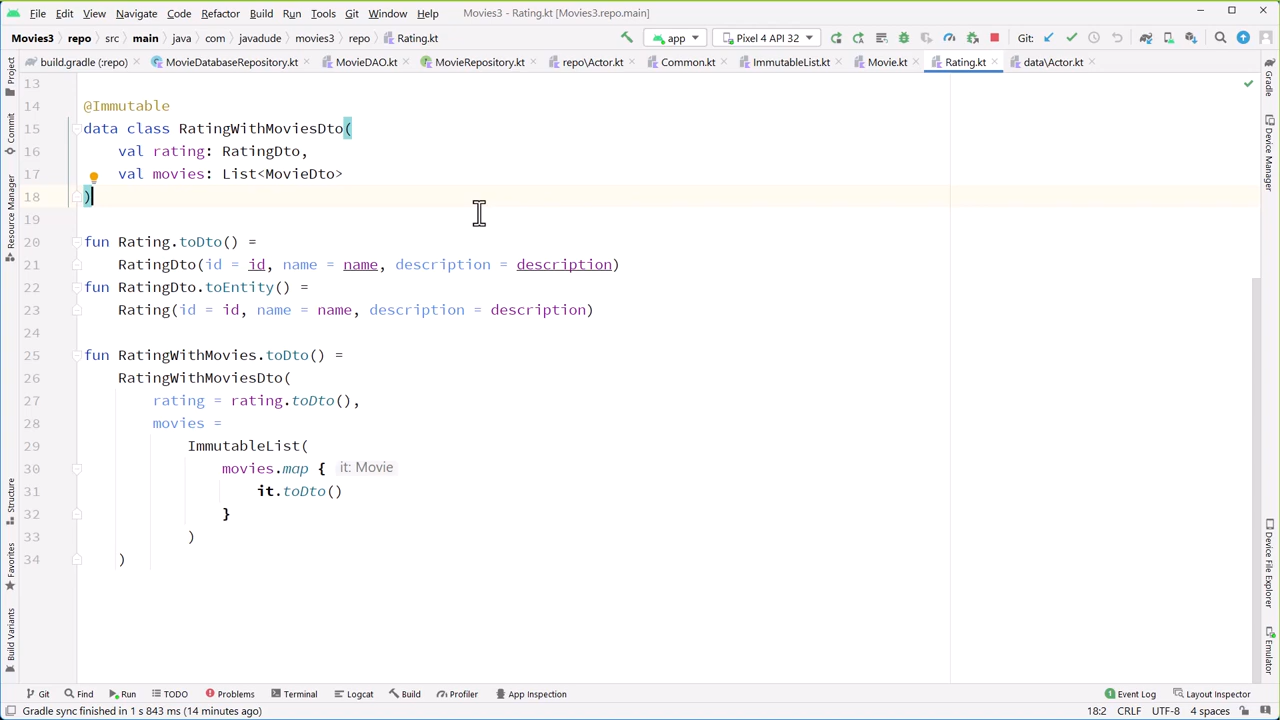 File Edit View Navigate Code Refactor Build Run Tools Git Window Help Movies3 - Rating.kt [Movies3.repo.main]
Movies3 repo src main java com javadude movies3 repo Rating.kt app Pixel 4 API 32 Git:
build.gradle (:repo) MovieDatabaseRepository.kt MovieDAO.kt MovieRepository.kt repo\Actor.kt Common.kt ImmutableList.kt Movie.kt Rating.kt data\Actor.kt
13
14 @Immutable
15 data class RatingWithMoviesDto(
16 val rating: RatingDto,
17 val movies: List<MovieDto>
18 )
19
20 fun Rating.toDto() =
21 RatingDto(id = id, name = name, description = description)
22 fun RatingDto.toEntity() =
23 Rating(id = id, name = name, description = description)
24
25 fun RatingWithMovies.toDto() =
26 RatingWithMoviesDto(
27 rating = rating.toDto(),
28 movies =
29 ImmutableList(
30 movies.map { it: Movie
31 it.toDto()
32 }
33 )
34 )
Project
Commit
Resource Manager
Structure
Favorites
Build Variants
Gradle
Device Manager
Device File Explorer
Emulator
Git Find Run TODO Problems Terminal Logcat Build Profiler App Inspection Event Log Layout Inspector
Gradle sync finished in 1 s 843 ms (14 minutes ago) 18:2 CRLF UTF-8 4 spaces